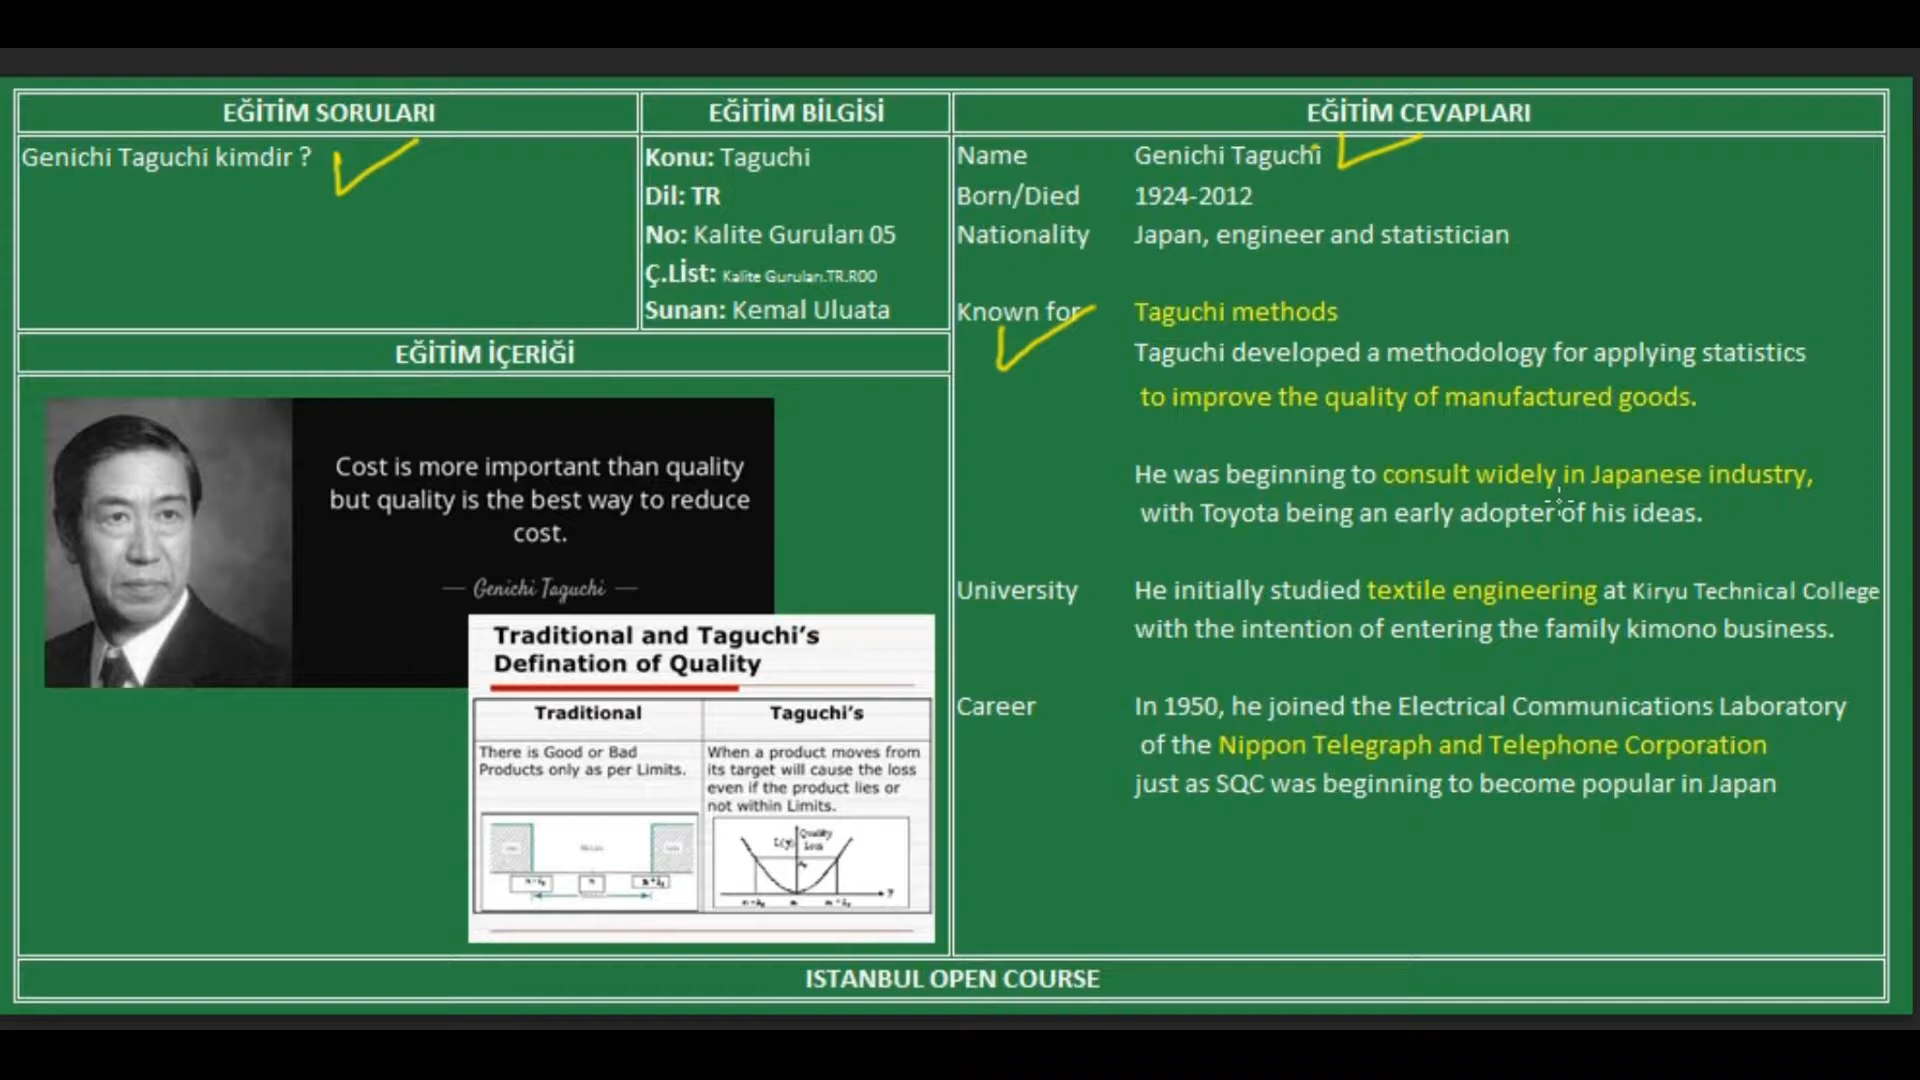 EĞİTİM SORULARI
Genichi Taguchi kimdir ?
EĞİTİM BİLGİSİ
Konu: Taguchi
Dil: TR
No: Kalite Guruları 05
Ç.LİSt: Kalite Guruları.TR.R00
Sunan: Kemal Uluata
EĞİTİM İÇERİĞİ
Cost is more important than quality
but quality is the best way to reduce
cost.
— Genichi Taguchi —
Traditional and Taguchi's
Defination of Quality
Traditional
Taguchi's
There is Good or Bad
Products only as per Limits.
When a product moves from
its target will cause the loss
even if the product lies or
not within Limits.
L(y)
Quality
Loss
EĞİTİM CEVAPLARI
Name Genichi Taguchi
Born/Died 1924-2012
Nationality Japan, engineer and statistician
Known for Taguchi methods
Taguchi developed a methodology for applying statistics
to improve the quality of manufactured goods.
He was beginning to consult widely in Japanese industry,
with Toyota being an early adopter of his ideas.
University He initially studied textile engineering at Kiryu Technical College
with the intention of entering the family kimono business.
Career In 1950, he joined the Electrical Communications Laboratory
of the Nippon Telegraph and Telephone Corporation
just as SQC was beginning to become popular in Japan
ISTANBUL OPEN COURSE